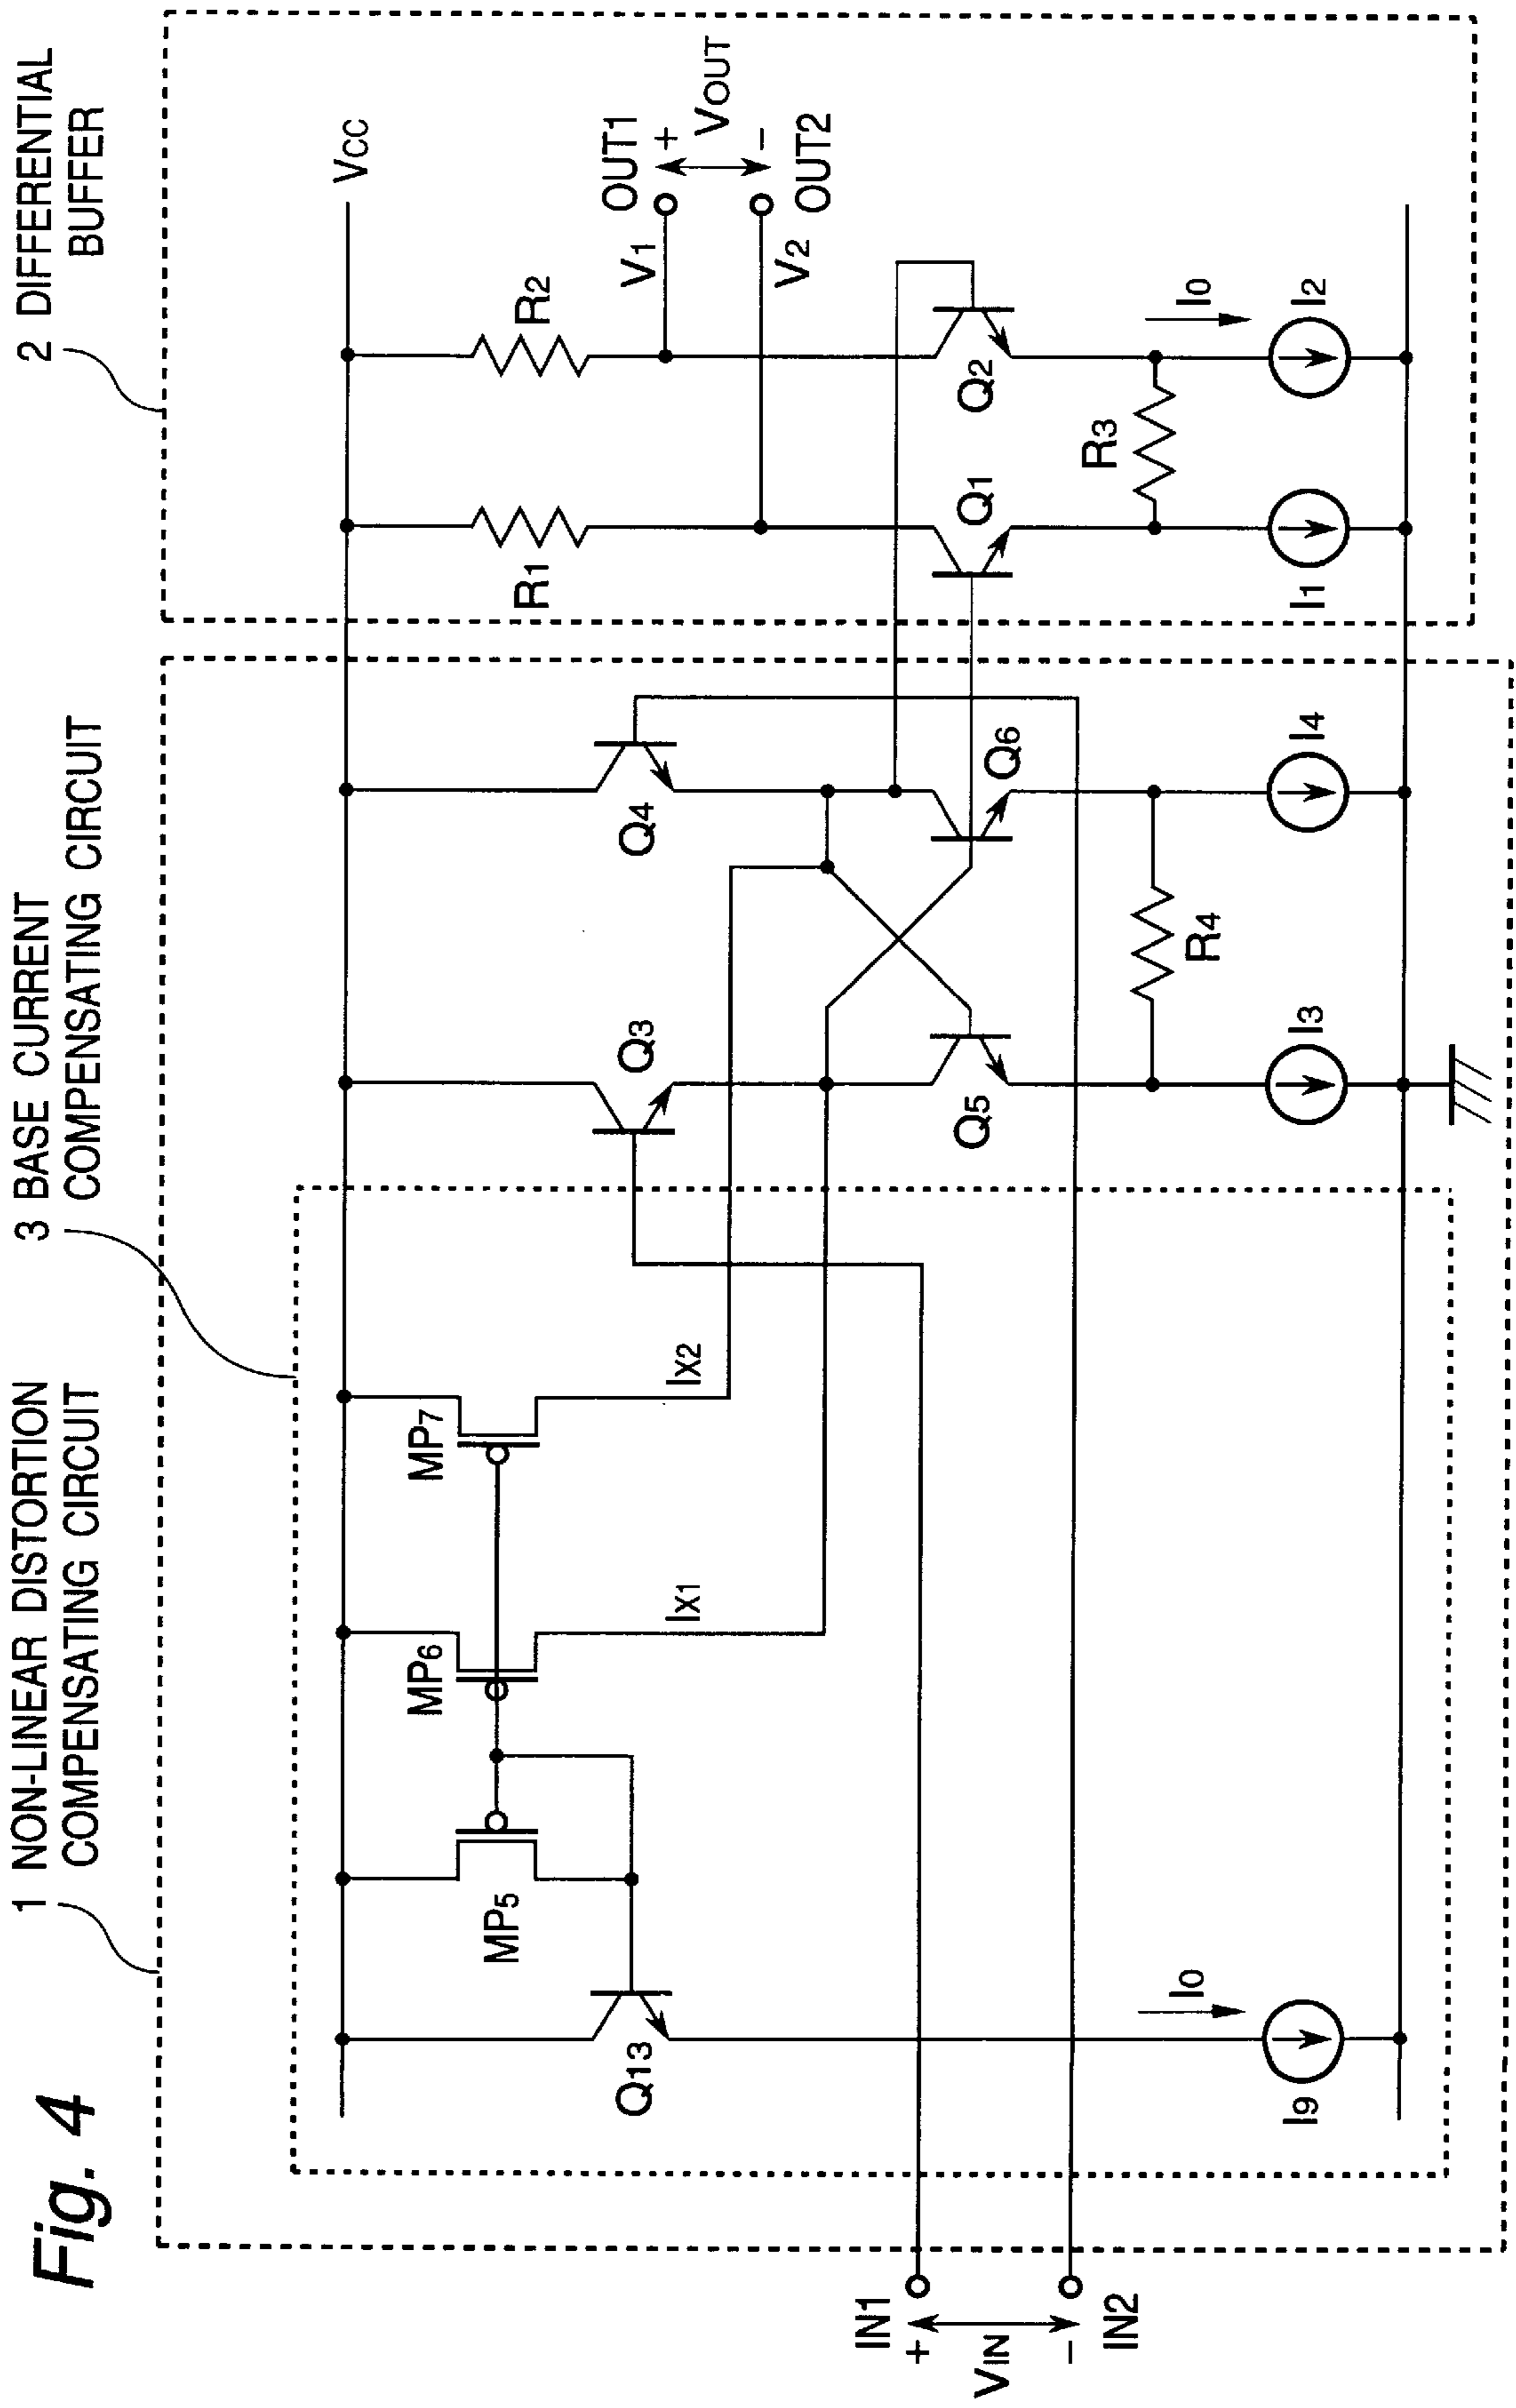 Fig. 4
1 NON-LINEAR DISTORTION
COMPENSATING CIRCUIT
3 BASE CURRENT
COMPENSATING CIRCUIT
2 DIFFERENTIAL
BUFFER
VCC
MP5
MP6
MP7
IX1
IX2
Q13
Q3
Q4
R1
R2
V1
V2
OUT1
+
VOUT
−
OUT2
IN1
+
VIN
−
IN2
Q5
Q6
Q1
Q2
R4
R3
I0
I0
I9
I3
I4
I1
I2